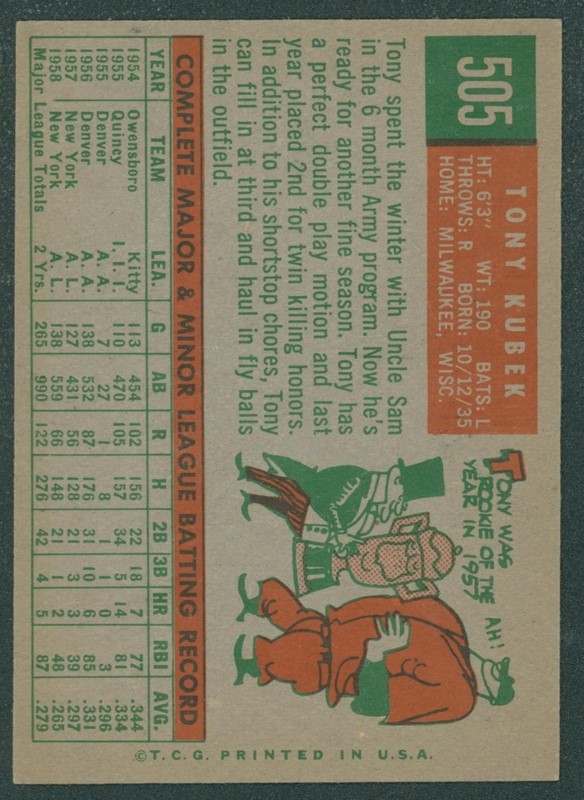 505
TONY KUBEK
HT: 6'3" WT: 190 BATS: L
THROWS: R BORN: 10/12/35
HOME: MILWAUKEE, WISC.
Tony spent the winter with Uncle Sam
in the 6 month Army program. Now he's
ready for another fine season. Tony has
a perfect double play motion and last
year placed 2nd for twin killing honors.
In addition to his shortstop chores, Tony
can fill in at third and haul in fly balls
in the outfield.
TONY WAS
ROOKIE OF THE
YEAR IN 1957
AH!
COMPLETE MAJOR & MINOR LEAGUE BATTING RECORD
YEAR TEAM LEA. G AB R H 2B 3B HR RBI AVG.
1954 Owensboro Kitty 113 454 102 156 22 18 7 77 .344
1955 Quincy I. I. I. 110 470 105 157 34 5 14 81 .334
1955 Denver A. A. 7 27 1 8 3 .296
1956 Denver A. A. 138 532 87 176 31 10 6 85 .331
1957 New York A. L. 127 431 56 128 21 3 3 39 .297
1958 New York A. L. 138 559 66 148 21 1 2 48 .265
Major League Totals 2 Yrs. 265 990 122 276 42 4 5 87 .279
©T.C.G. PRINTED IN U.S.A.